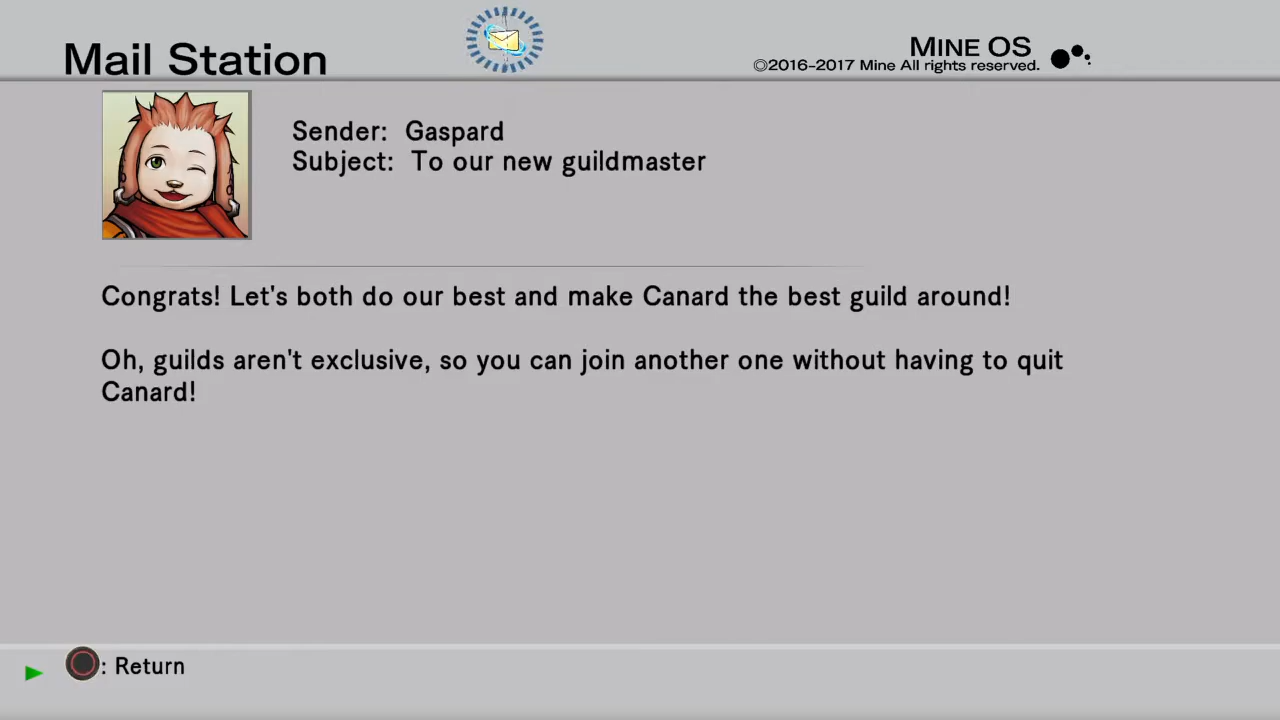 Mail Station
MINE OS
©2016-2017 Mine All rights reserved.
Sender: Gaspard
Subject: To our new guildmaster
Congrats! Let's both do our best and make Canard the best guild around!
Oh, guilds aren't exclusive, so you can join another one without having to quit
Canard!
: Return